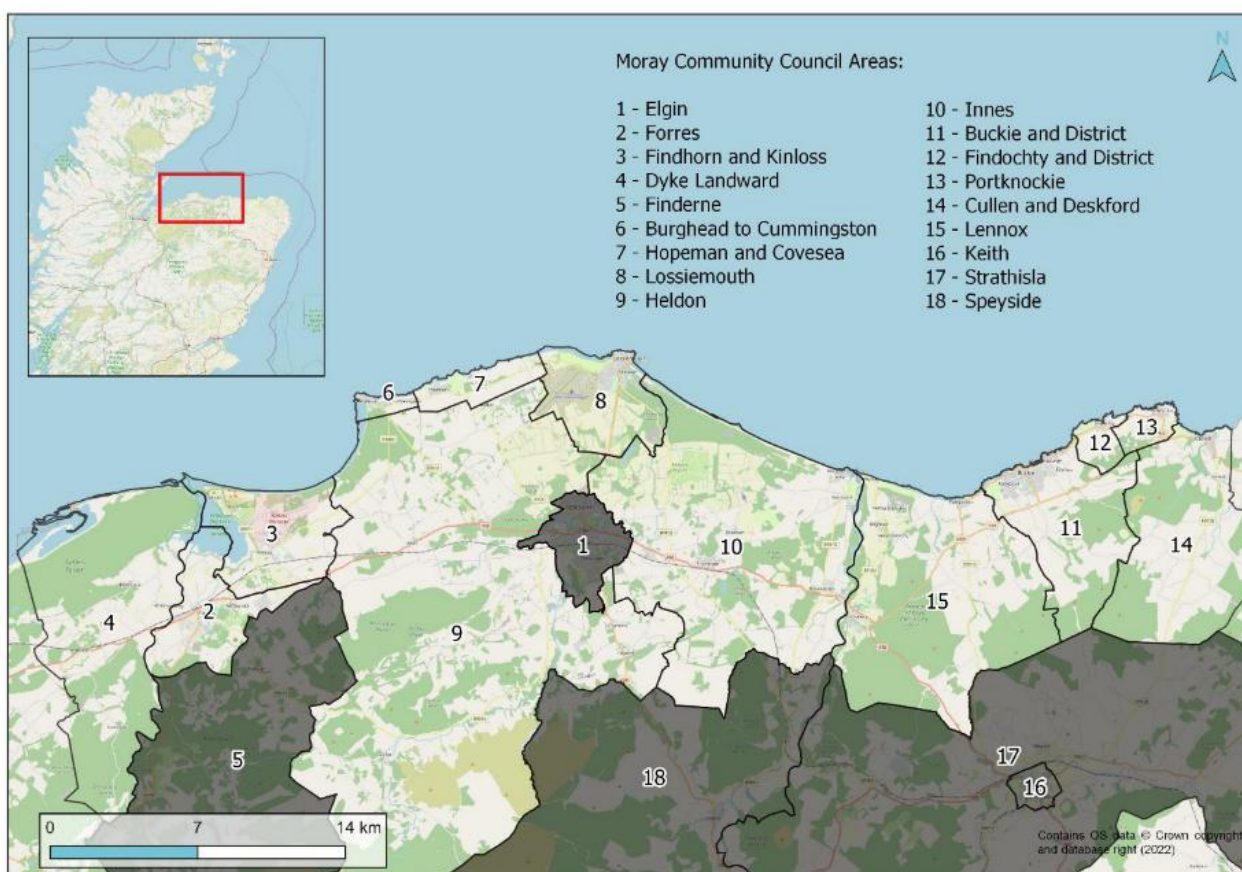 N
Moray Community Council Areas:
1 - Elgin
2 - Forres
3 - Findhorn and Kinloss
4 - Dyke Landward
5 - Finderne
6 - Burghead to Cummingston
7 - Hopeman and Covesea
8 - Lossiemouth
9 - Heldon
10 - Innes
11 - Buckie and District
12 - Findochty and District
13 - Portknockie
14 - Cullen and Deskford
15 - Lennox
16 - Keith
17 - Strathisla
18 - Speyside
6
7
8
13
12
3
1
10
11
14
2
4
15
9
5
18
17
16
0
7
14 km
Contains OS data © Crown copyright
and database right (2022)